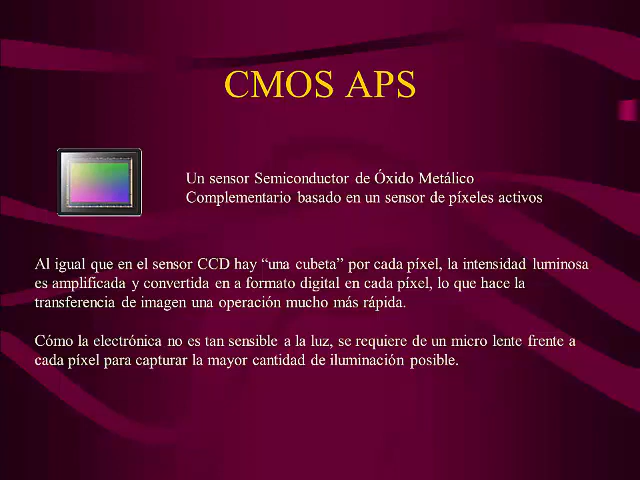 CMOS APS
Un sensor Semiconductor de Óxido Metálico
Complementario basado en un sensor de píxeles activos
Al igual que en el sensor CCD hay “una cubeta” por cada píxel, la intensidad luminosa
es amplificada y convertida en a formato digital en cada píxel, lo que hace la
transferencia de imagen una operación mucho más rápida.
Cómo la electrónica no es tan sensible a la luz, se requiere de un micro lente frente a
cada píxel para capturar la mayor cantidad de iluminación posible.